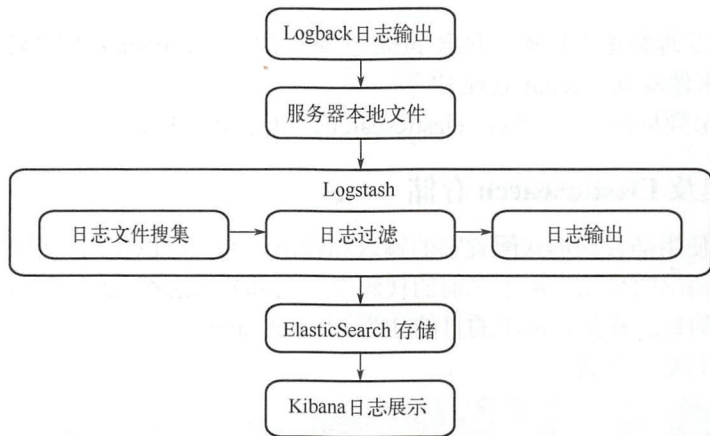 Logback日志输出
服务器本地文件
Logstash
日志文件搜集
日志过滤
日志输出
ElasticSearch 存储
Kibana日志展示